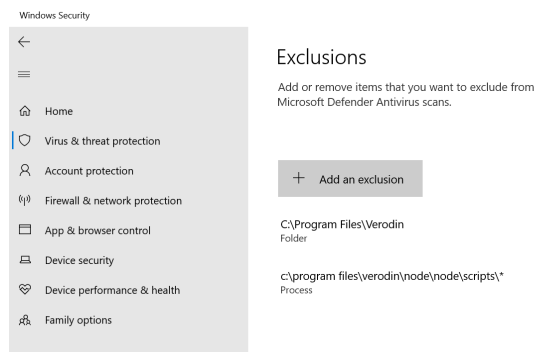 Windows Security
Home
Virus & threat protection
Account protection
Firewall & network protection
App & browser control
Device security
Device performance & health
Family options
Exclusions
Add or remove items that you want to exclude from
Microsoft Defender Antivirus scans.
Add an exclusion
C:\Program Files\Verodin
Folder
c:\program files\verodin\node\node\scripts\*
Process